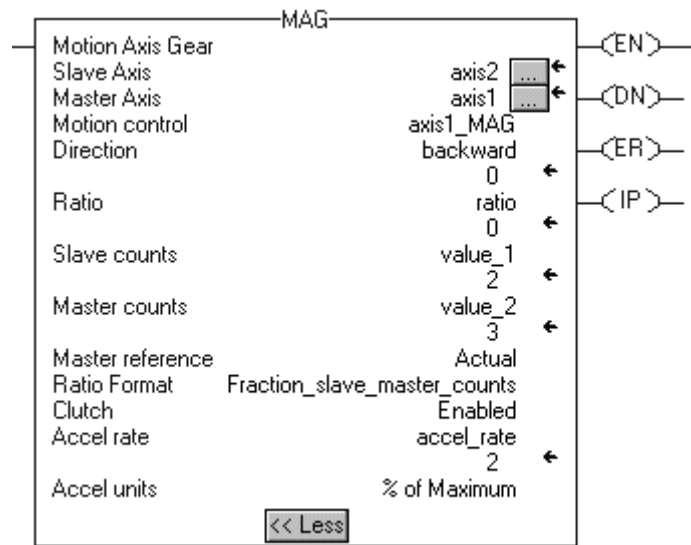 MAG
Motion Axis Gear (EN)
Slave Axis axis2 ...
Master Axis axis1 ... (DN)
Motion control axis1_MAG
Direction backward (ER)
0
Ratio ratio (IP)
0
Slave counts value_1
2
Master counts value_2
3
Master reference Actual
Ratio Format Fraction_slave_master_counts
Clutch Enabled
Accel rate accel_rate
2
Accel units % of Maximum
<< Less